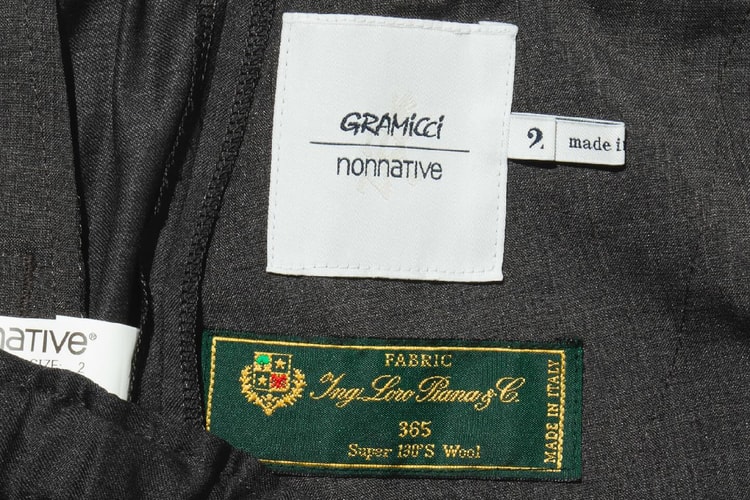 GRAMICCI
nonnative
2 made i
native®
SIZE: 2
FABRIC
Ing. Loro Piana & C.
365
Super 130'S Wool
MADE IN ITALY